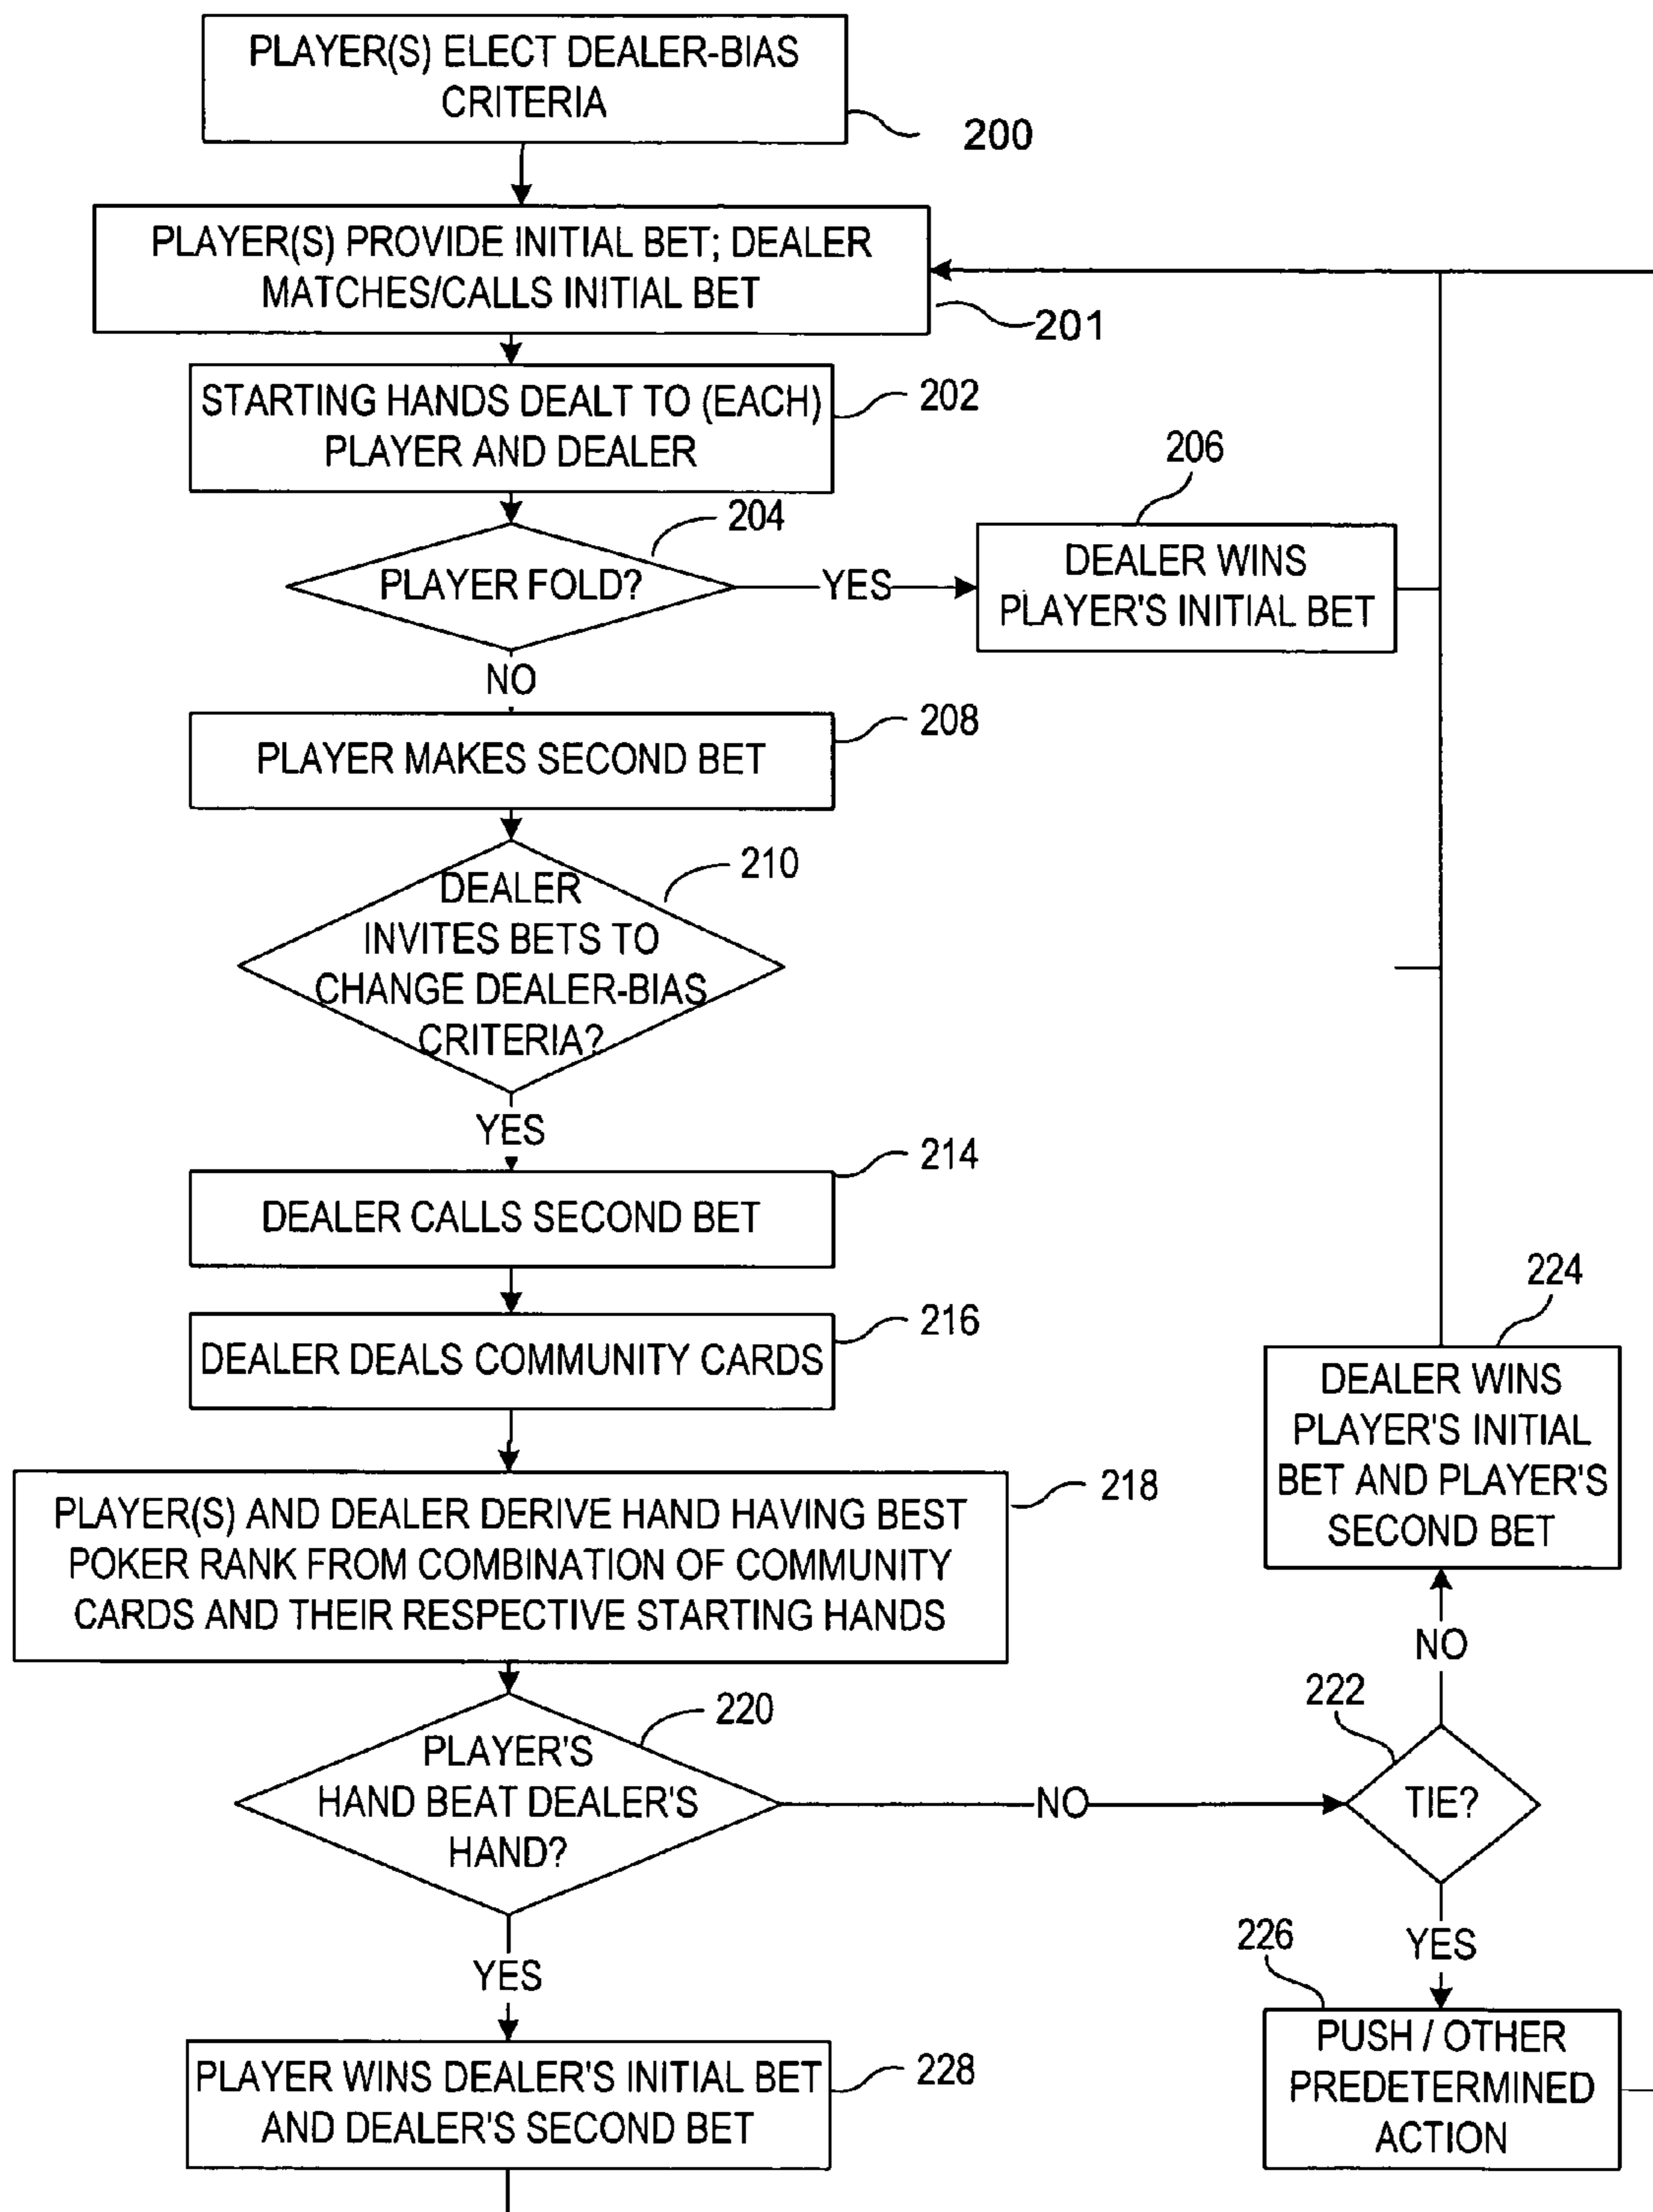 PLAYER(S) ELECT DEALER-BIAS
CRITERIA
200
PLAYER(S) PROVIDE INITIAL BET; DEALER
MATCHES/CALLS INITIAL BET
201
STARTING HANDS DEALT TO (EACH)
PLAYER AND DEALER
202
204
PLAYER FOLD?
YES
206
DEALER WINS
PLAYER'S INITIAL BET
NO
208
PLAYER MAKES SECOND BET
210
DEALER
INVITES BETS TO
CHANGE DEALER-BIAS
CRITERIA?
YES
214
DEALER CALLS SECOND BET
216
DEALER DEALS COMMUNITY CARDS
218
PLAYER(S) AND DEALER DERIVE HAND HAVING BEST
POKER RANK FROM COMBINATION OF COMMUNITY
CARDS AND THEIR RESPECTIVE STARTING HANDS
220
PLAYER'S
HAND BEAT DEALER'S
HAND?
NO
222
TIE?
NO
224
DEALER WINS
PLAYER'S INITIAL
BET AND PLAYER'S
SECOND BET
YES
226
PUSH / OTHER
PREDETERMINED
ACTION
YES
PLAYER WINS DEALER'S INITIAL BET
AND DEALER'S SECOND BET
228